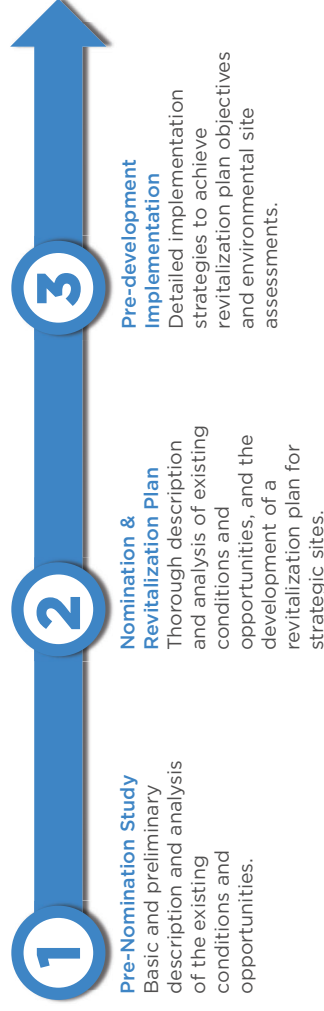 1
Pre-Nomination Study
Basic and preliminary
description and analysis
of the existing
conditions and
opportunities.
2
Nomination &
Revitalization Plan
Thorough description
and analysis of existing
conditions and
opportunities, and the
development of a
revitalization plan for
strategic sites.
3
Pre-development
Implementation
Detailed implementation
strategies to achieve
revitalization plan objectives
and environmental site
assessments.